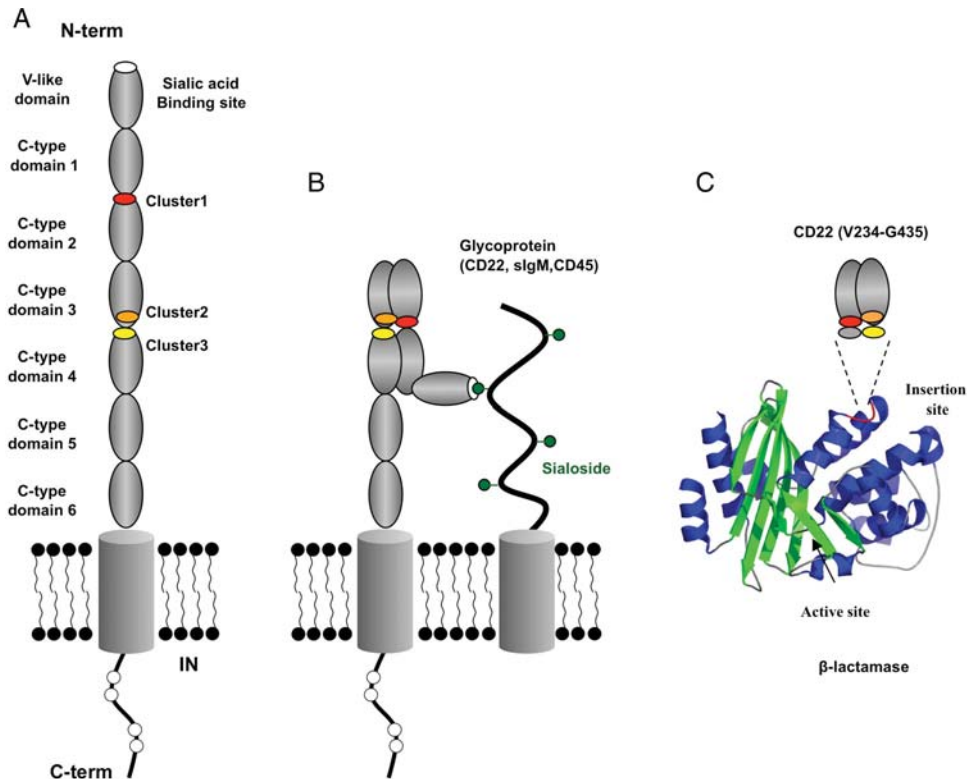 A
N-term
V-like
domain
Sialic acid
Binding site
C-type
domain 1
Cluster1
C-type
domain 2
C-type
domain 3
Cluster2
Cluster3
C-type
domain 4
C-type
domain 5
C-type
domain 6
IN
C-term
B
Glycoprotein
(CD22, sIgM,CD45)
Sialoside
C
CD22 (V234-G435)
Insertion
site
Active site
β-lactamase